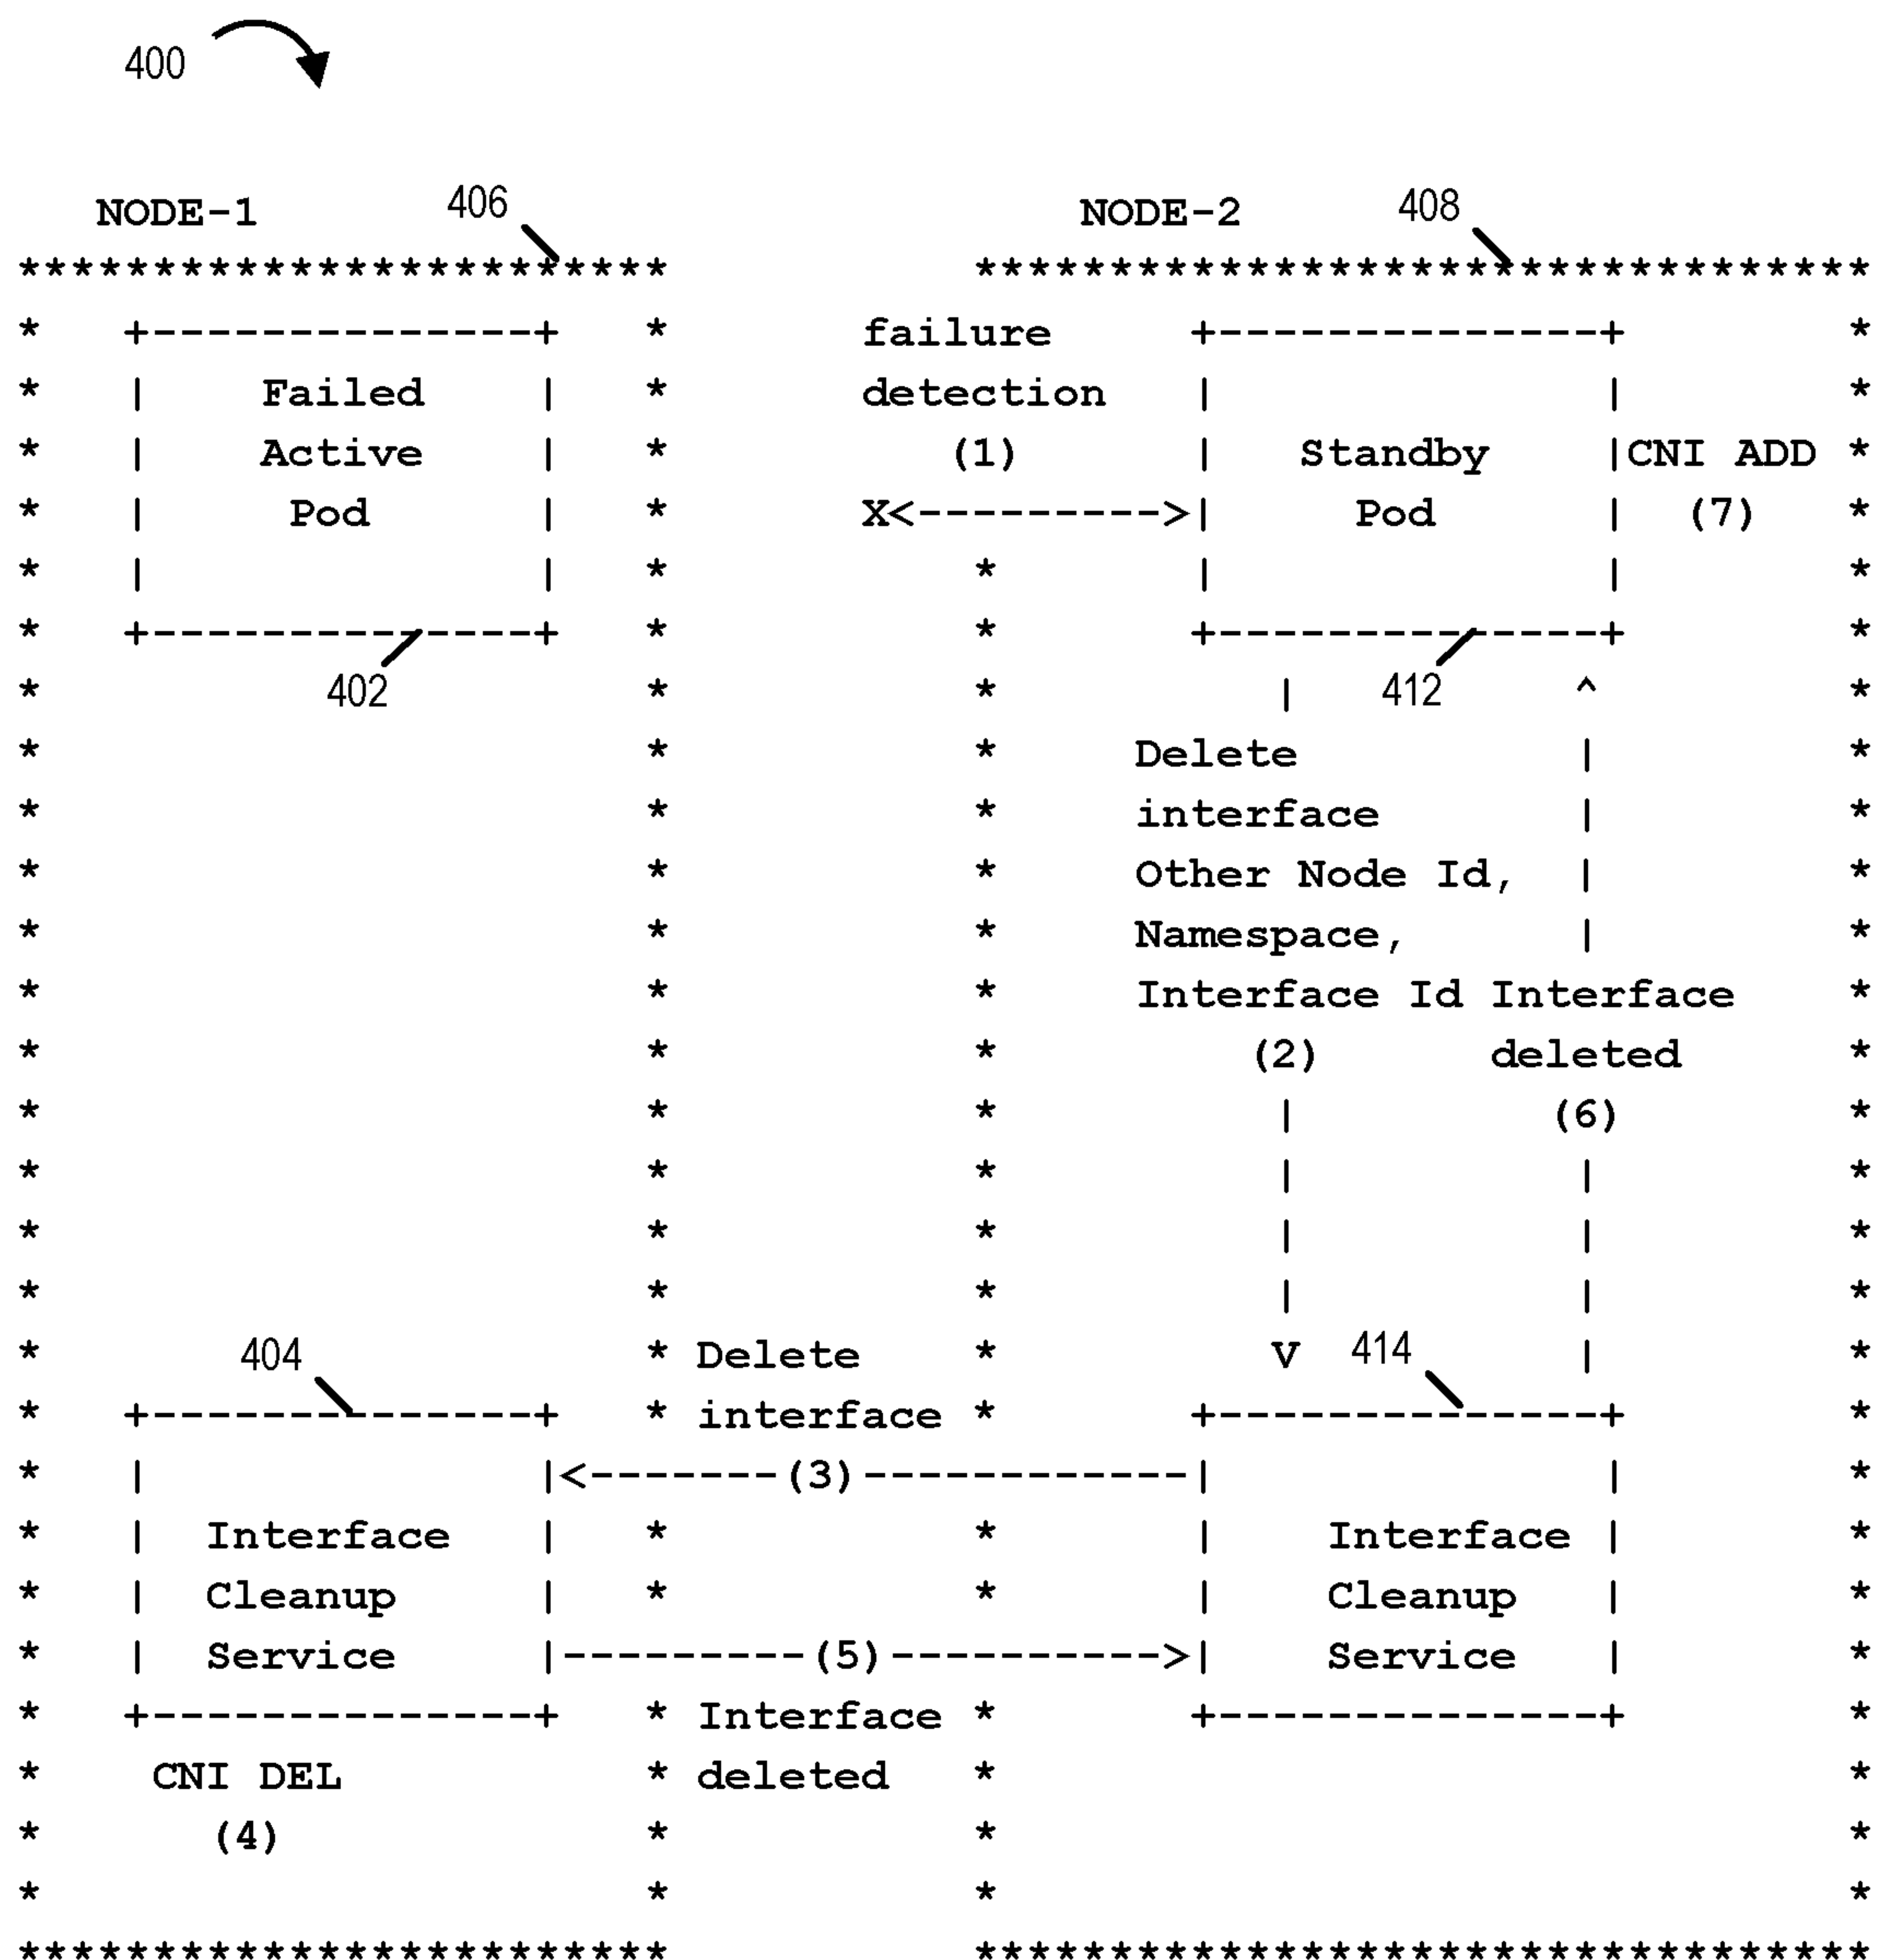 400
NODE-1
406
NODE-2
408
Failed
Active
Pod
402
failure
detection
(1)
X<---------->
Standby
Pod
412
CNI ADD
(7)
Delete
interface
Other Node Id,
Namespace,
Interface Id
(2)
v
Interface
deleted
(6)
404
Interface
Cleanup
Service
CNI DEL
(4)
Delete
interface
(3)
(5)
Interface
deleted
414
Interface
Cleanup
Service